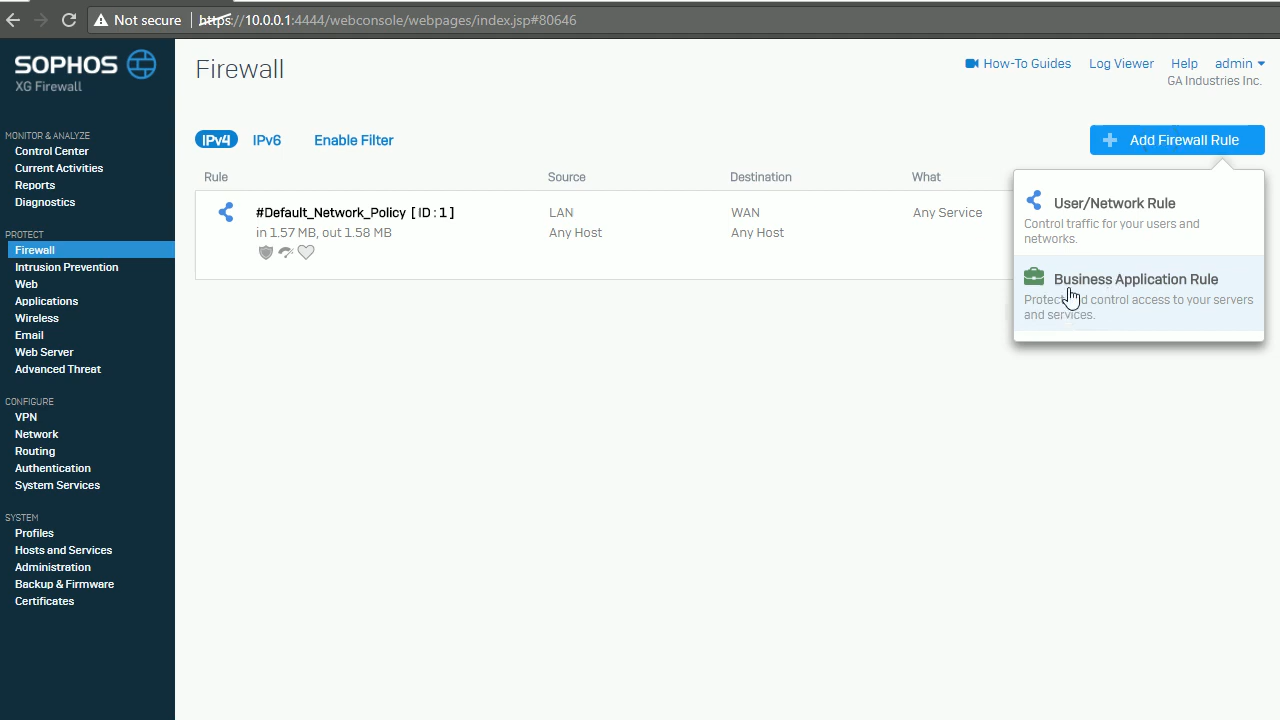 Not secure | https://10.0.0.1:4444/webconsole/webpages/index.jsp#80646
SOPHOS
XG Firewall
MONITOR & ANALYZE
Control Center
Current Activities
Reports
Diagnostics
PROTECT
Firewall
Intrusion Prevention
Web
Applications
Wireless
Email
Web Server
Advanced Threat
CONFIGURE
VPN
Network
Routing
Authentication
System Services
SYSTEM
Profiles
Hosts and Services
Administration
Backup & Firmware
Certificates
Firewall
How-To Guides Log Viewer Help admin
GA Industries Inc.
IPv4 IPv6 Enable Filter
Add Firewall Rule
Rule Source Destination What
#Default_Network_Policy [ ID : 1 ] LAN WAN Any Service
in 1.57 MB, out 1.58 MB Any Host Any Host
User/Network Rule
Control traffic for your users and
networks.
Business Application Rule
control access to your servers
and services.